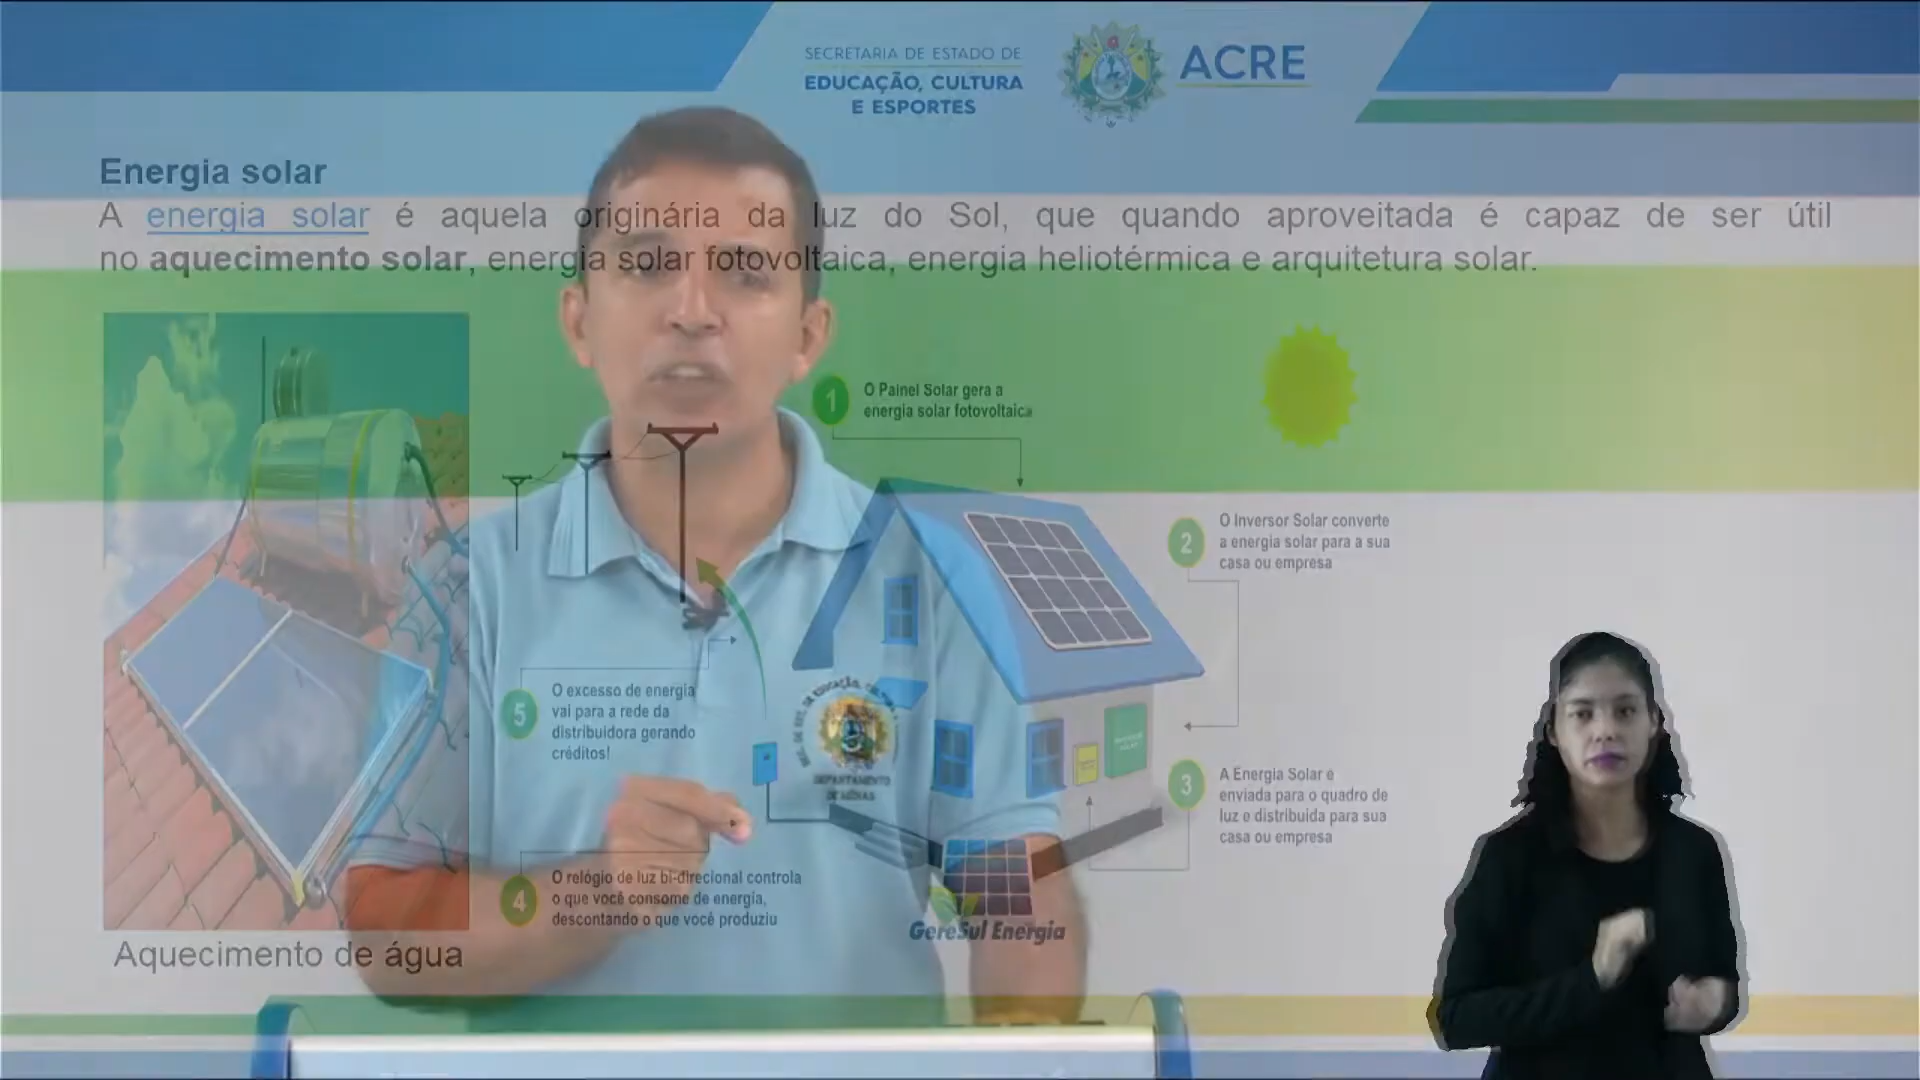 SECRETARIA DE ESTADO DE
EDUCAÇÃO, CULTURA
E ESPORTES
ACRE
Energia solar
A energia solar é aquela originária da luz do Sol, que quando aproveitada é capaz de ser útil
no aquecimento solar, energia solar fotovoltaica, energia heliotérmica e arquitetura solar.
1
O Painel Solar gera a
energia solar fotovoltaica
2
O Inversor Solar converte
a energia solar para a sua
casa ou empresa
5
O excesso de energia
vai para a rede da
distribuidora gerando
créditos!
3
A Energia Solar é
enviada para o quadro de
luz e distribuida para sua
casa ou empresa
4
O relógio de luz bi-direcional controla
o que você consome de energia,
descontando o que você produziu
DEPARTAMENTO
GereSul Energia
Aquecimento de água